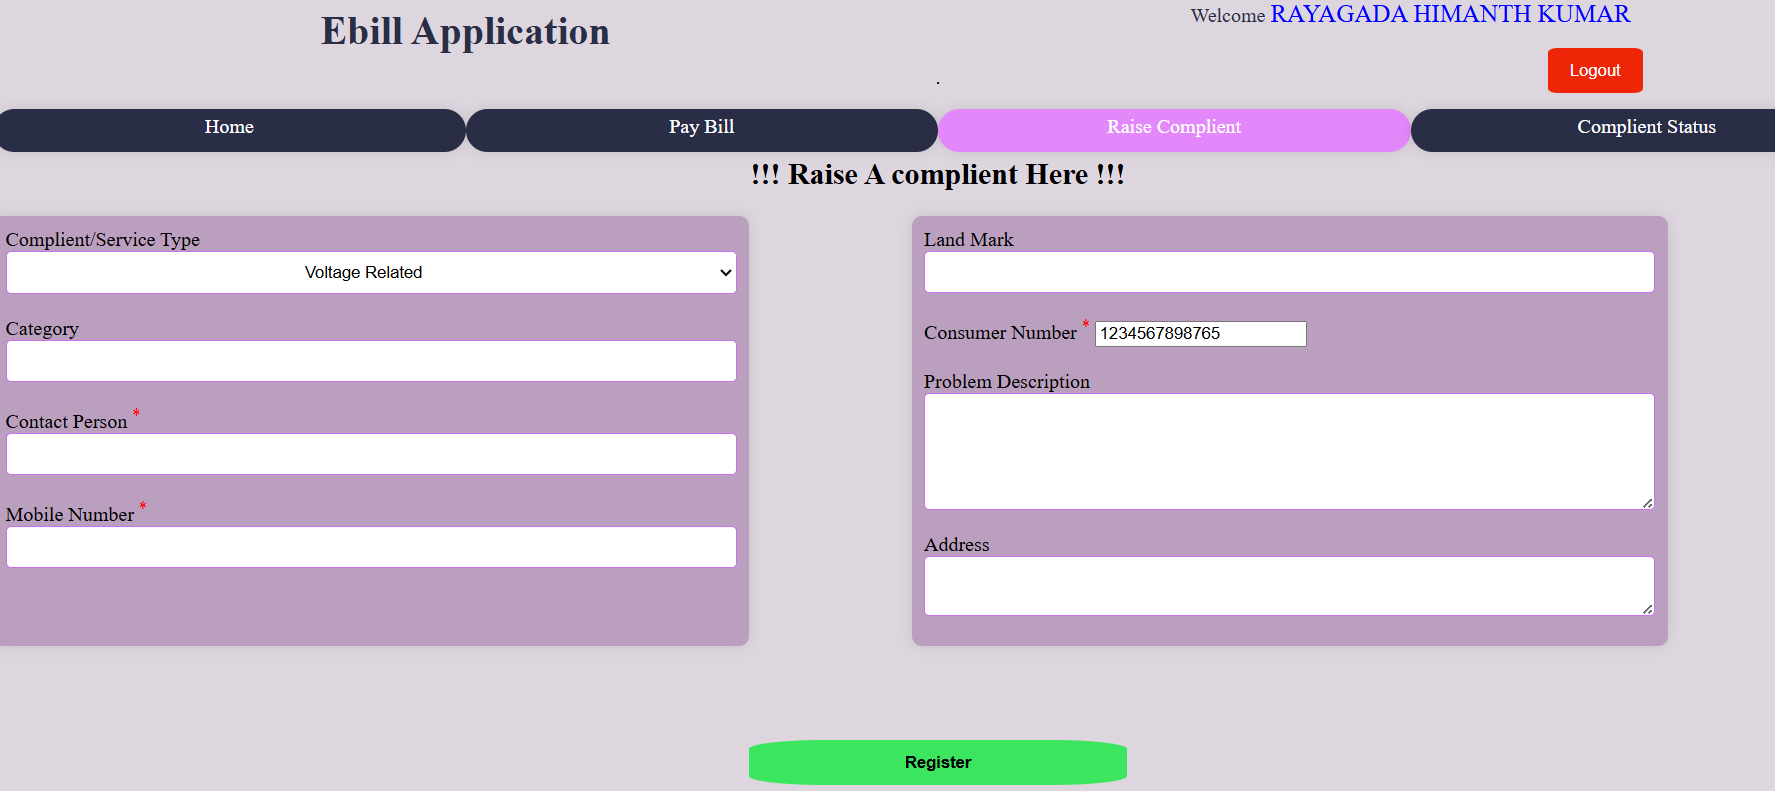 Ebill Application
Welcome RAYAGADA HIMANTH KUMAR
Logout
.
Home
Pay Bill
Raise Complient
Complient Status
!!! Raise A complient Here !!!
Complient/Service Type
Voltage Related
Category
Contact Person *
Mobile Number *
Land Mark
Consumer Number * 1234567898765
Problem Description
Address
Register